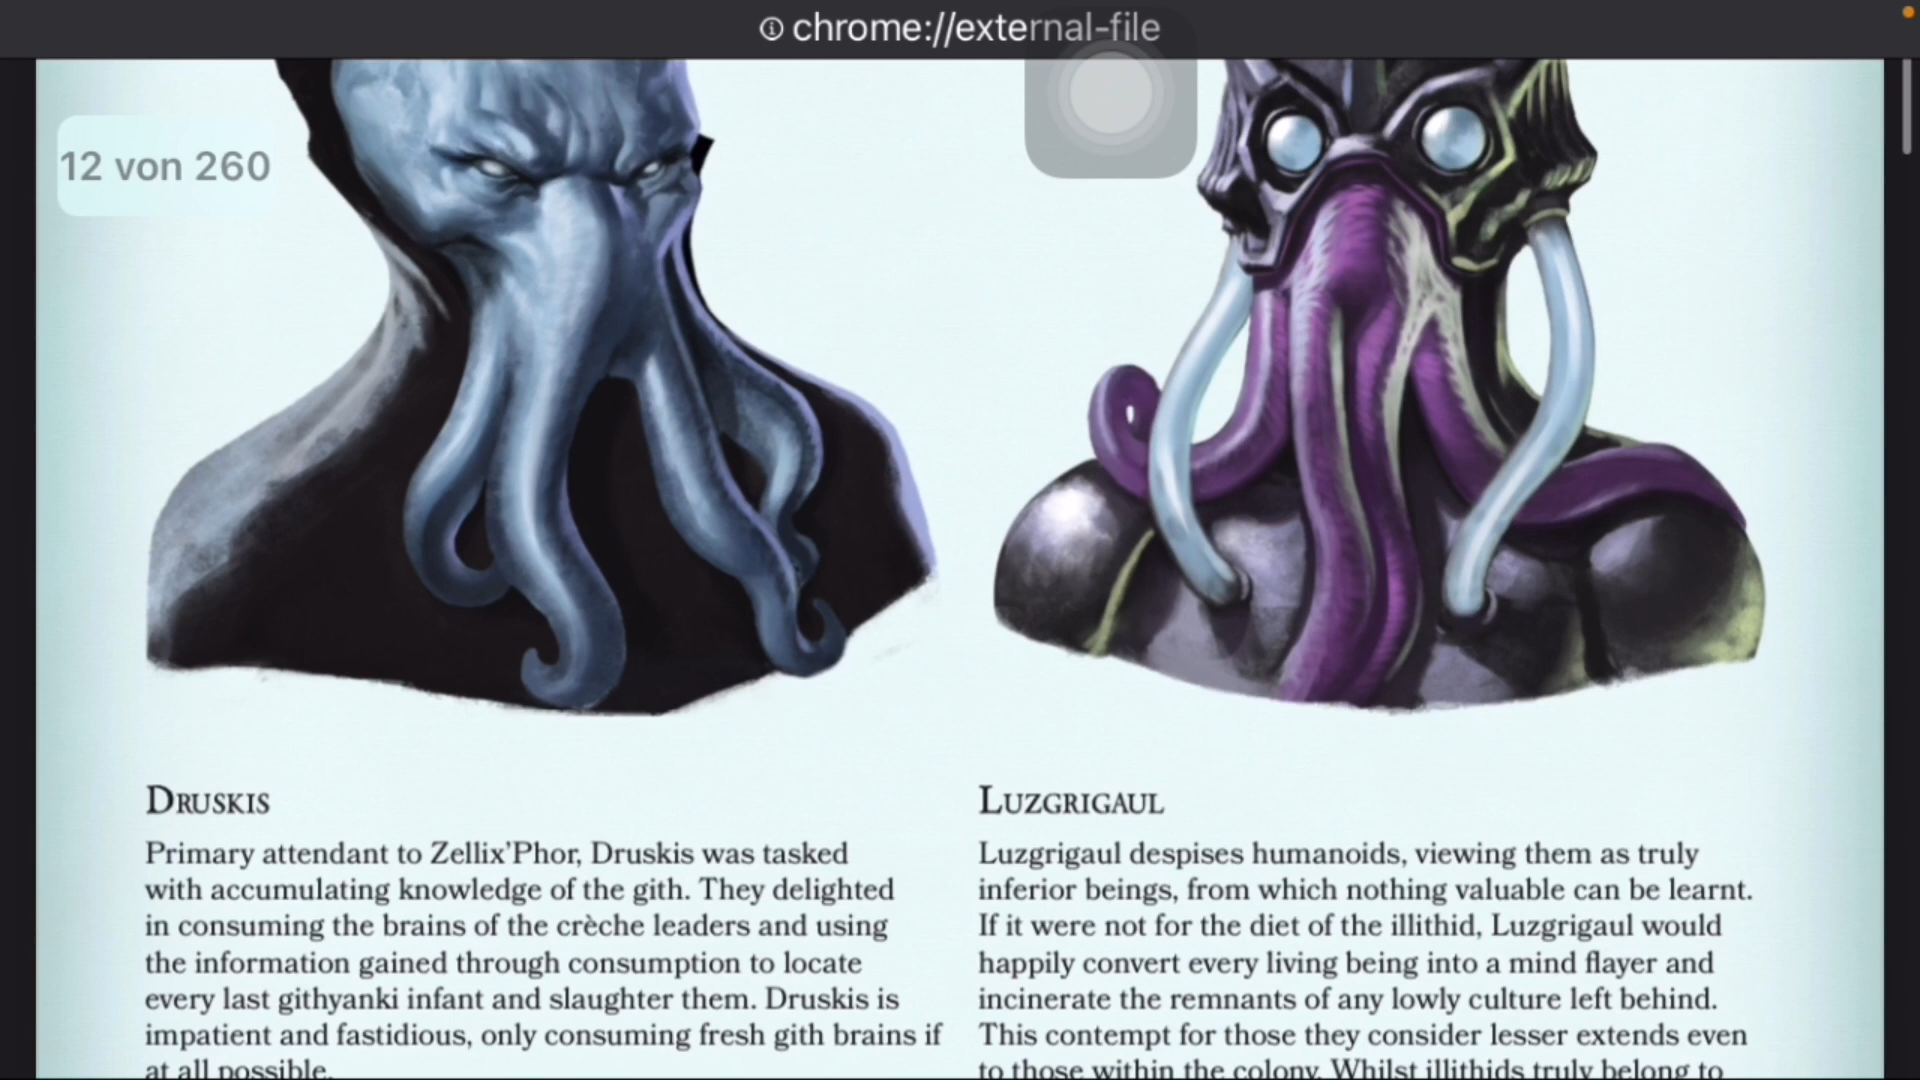 chrome://external-file
12 von 260
DRUSKIS
Primary attendant to Zellix’Phor, Druskis was tasked
with accumulating knowledge of the gith. They delighted
in consuming the brains of the crèche leaders and using
the information gained through consumption to locate
every last githyanki infant and slaughter them. Druskis is
impatient and fastidious, only consuming fresh gith brains if
at all possible.
LUZGRIGAUL
Luzgrigaul despises humanoids, viewing them as truly
inferior beings, from which nothing valuable can be learnt.
If it were not for the diet of the illithid, Luzgrigaul would
happily convert every living being into a mind flayer and
incinerate the remnants of any lowly culture left behind.
This contempt for those they consider lesser extends even
to those within the colony. Whilst illithids truly belong to